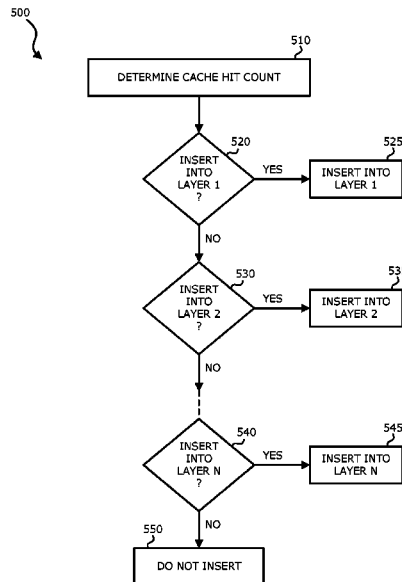 500
510
DETERMINE CACHE HIT COUNT
520
INSERT
INTO
LAYER 1
?
YES
525
INSERT INTO
LAYER 1
NO
530
INSERT
INTO
LAYER 2
?
YES
INSERT INTO
LAYER 2
NO
540
INSERT
INTO
LAYER N
?
YES
545
INSERT INTO
LAYER N
NO
550
DO NOT INSERT